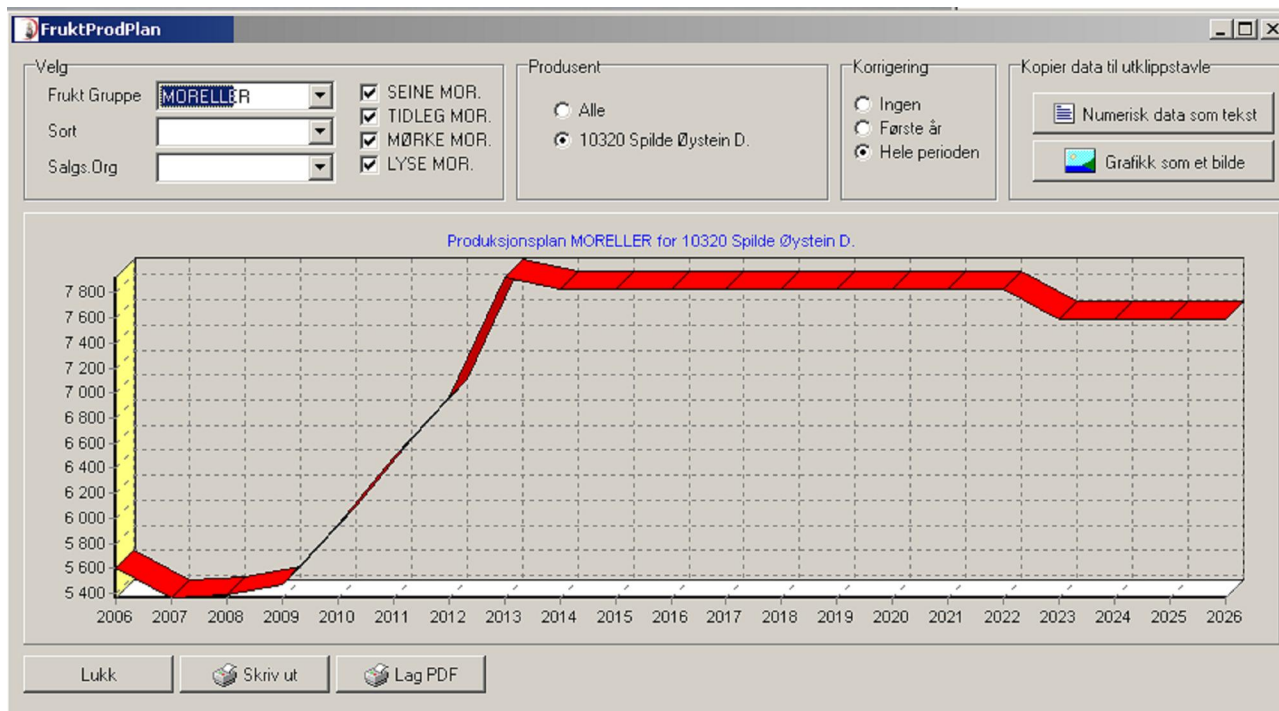 FruktProdPlan
Velg
Frukt Gruppe MORELLER
Sort
Salgs.Org
SEINE MOR.
TIDLEG MOR.
MØRKE MOR.
LYSE MOR.
Produsent
Alle
10320 Spilde Øystein D.
Korrigering
Ingen
Første år
Hele perioden
Kopier data til utklippstavle
Numerisk data som tekst
Grafikk som et bilde
Produksjonsplan MORELLER for 10320 Spilde Øystein D.
7 800
7 600
7 400
7 200
7 000
6 800
6 600
6 400
6 200
6 000
5 800
5 600
5 400
2006 2007 2008 2009 2010 2011 2012 2013 2014 2015 2016 2017 2018 2019 2020 2021 2022 2023 2024 2025 2026
Lukk
Skriv ut
Lag PDF